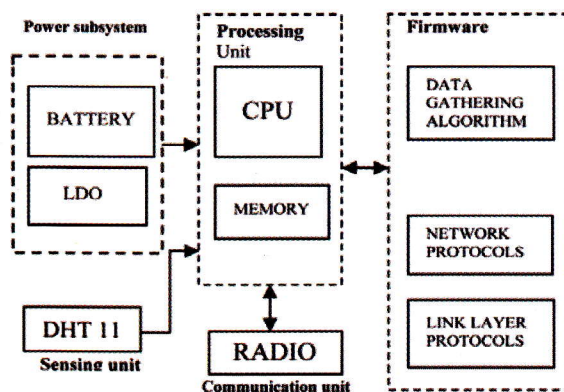 Power subsystem
BATTERY
LDO
DHT 11
Sensing unit
Processing
Unit
CPU
MEMORY
RADIO
Communication unit
Firmware
DATA
GATHERING
ALGORITHM
NETWORK
PROTOCOLS
LINK LAYER
PROTOCOLS